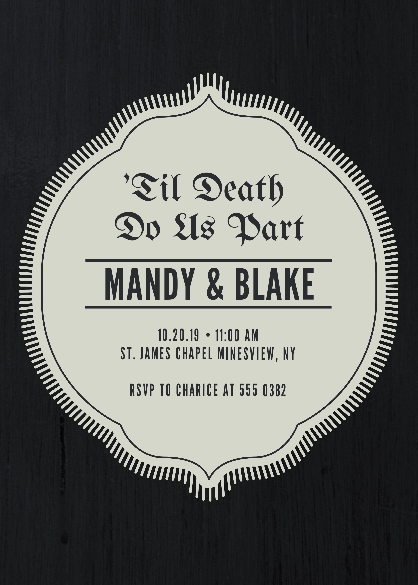 'Til Death
Do Us Part
MANDY & BLAKE
10.20.19 • 11:00 AM
ST. JAMES CHAPEL MINESVIEW, NY
RSVP TO CHARICE AT 555 0382